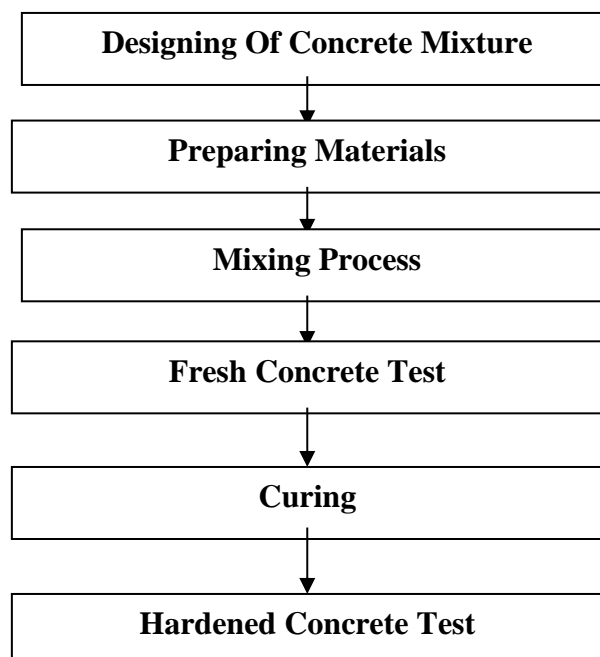 Designing Of Concrete Mixture
Preparing Materials
Mixing Process
Fresh Concrete Test
Curing
Hardened Concrete Test